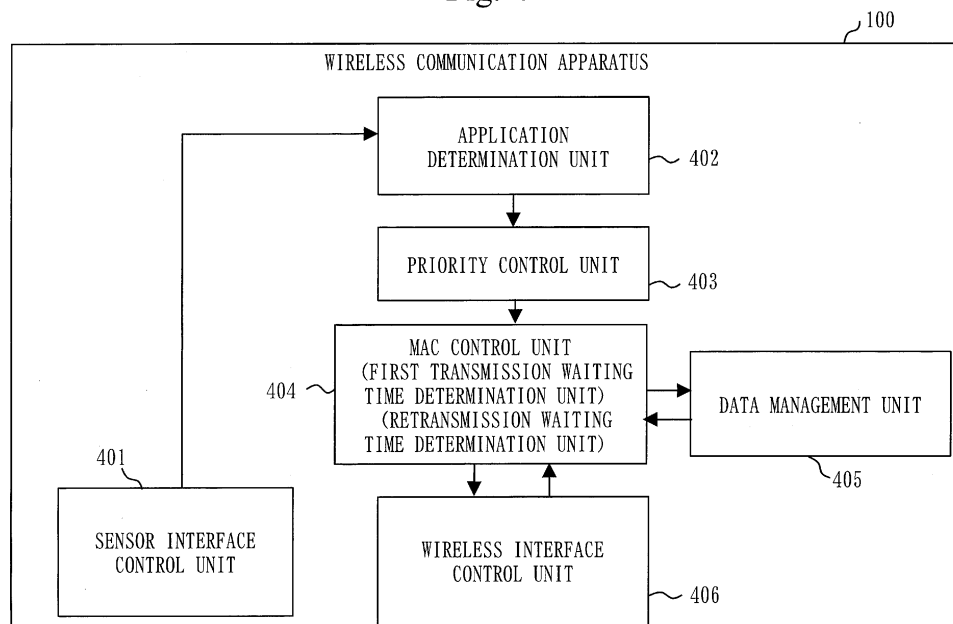 100
WIRELESS COMMUNICATION APPARATUS
APPLICATION
DETERMINATION UNIT
402
PRIORITY CONTROL UNIT
403
MAC CONTROL UNIT
(FIRST TRANSMISSION WAITING
TIME DETERMINATION UNIT)
(RETRANSMISSION WAITING
TIME DETERMINATION UNIT)
404
DATA MANAGEMENT UNIT
405
401
SENSOR INTERFACE
CONTROL UNIT
WIRELESS INTERFACE
CONTROL UNIT
406